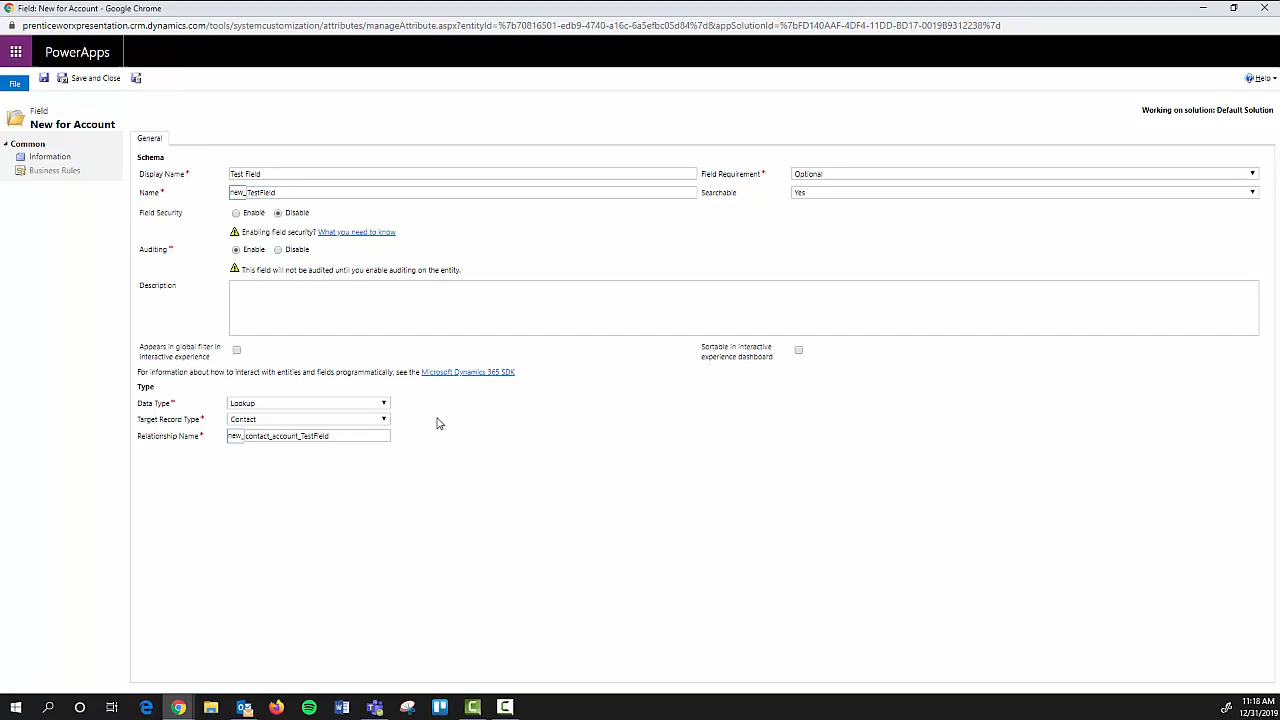 Field: New for Account - Google Chrome
prenticeworxpresentation.crm.dynamics.com/tools/systemcustomization/attributes/manageAttribute.aspx?entityId=%7b70816501-edb9-4740-a16c-6a5efbc05d84%7d&appSolutionId=%7bFD140AAF-4DF4-11DD-BD17-0019B9312238%7d
PowerApps
File
Save and Close
Help
Field
New for Account
Working on solution: Default Solution
Common
Information
Business Rules
General
Schema
Display Name*
Test Field
Field Requirement*
Optional
Name*
new_TestField
Searchable
Yes
Field Security
Enable
Disable
Enabling field security? What you need to know
Auditing*
Enable
Disable
This field will not be audited until you enable auditing on the entity.
Description
Appears in global filter in
interactive experience
Sortable in interactive
experience dashboard
For information about how to interact with entities and fields programmatically, see the Microsoft Dynamics 365 SDK
Type
Data Type*
Lookup
Target Record Type*
Contact
Relationship Name*
new_contact_account_TestField
11:18 AM
12/31/2019